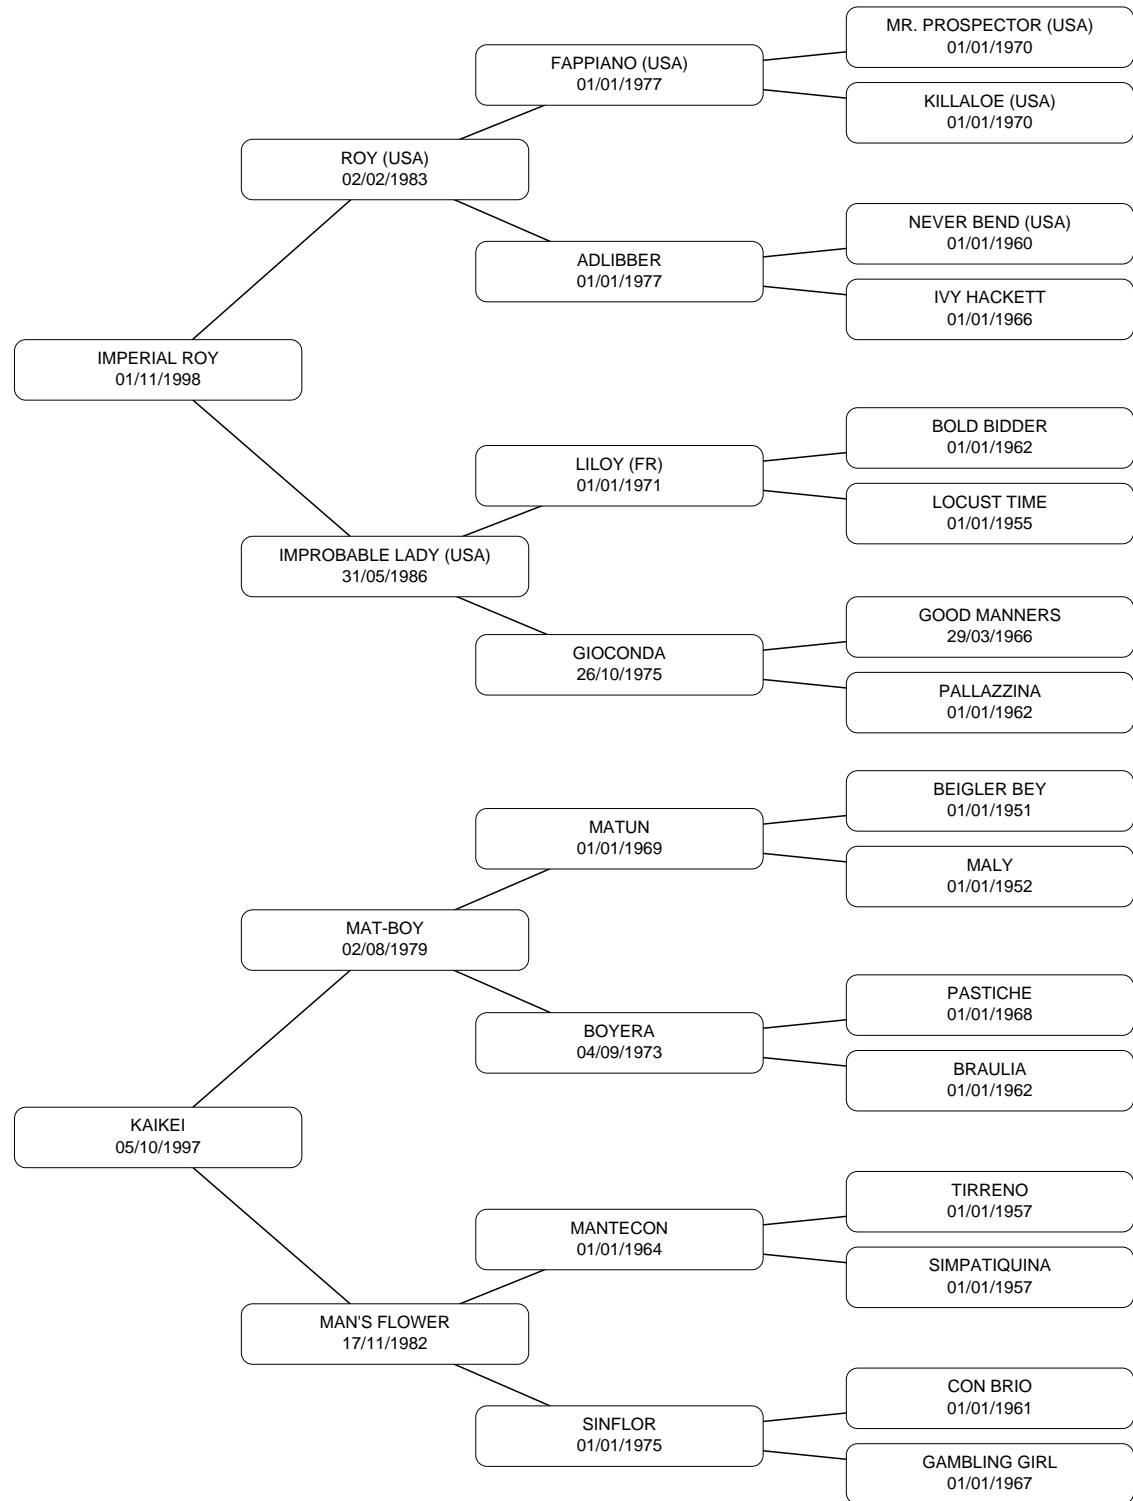 MR. PROSPECTOR (USA)
01/01/1970
FAPPIANO (USA)
01/01/1977
KILLALOE (USA)
01/01/1970
ROY (USA)
02/02/1983
NEVER BEND (USA)
01/01/1960
ADLIBBER
01/01/1977
IVY HACKETT
01/01/1966
IMPERIAL ROY
01/11/1998
BOLD BIDDER
01/01/1962
LILOY (FR)
01/01/1971
LOCUST TIME
01/01/1955
IMPROBABLE LADY (USA)
31/05/1986
GOOD MANNERS
29/03/1966
GIOCONDA
26/10/1975
PALLAZZINA
01/01/1962
BEIGLER BEY
01/01/1951
MATUN
01/01/1969
MALY
01/01/1952
MAT-BOY
02/08/1979
PASTICHE
01/01/1968
BOYERA
04/09/1973
BRAULIA
01/01/1962
KAIKEI
05/10/1997
TIRRENO
01/01/1957
MANTECON
01/01/1964
SIMPATIQUINA
01/01/1957
MAN'S FLOWER
17/11/1982
CON BRIO
01/01/1961
SINFLOR
01/01/1975
GAMBLING GIRL
01/01/1967